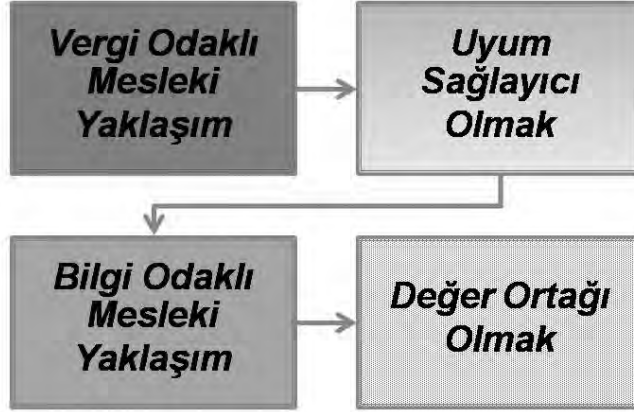 Vergi Odaklı
Mesleki
Yaklaşım
Uyum
Sağlayıcı
Olmak
Bilgi Odaklı
Mesleki
Yaklaşım
Değer Ortağı
Olmak